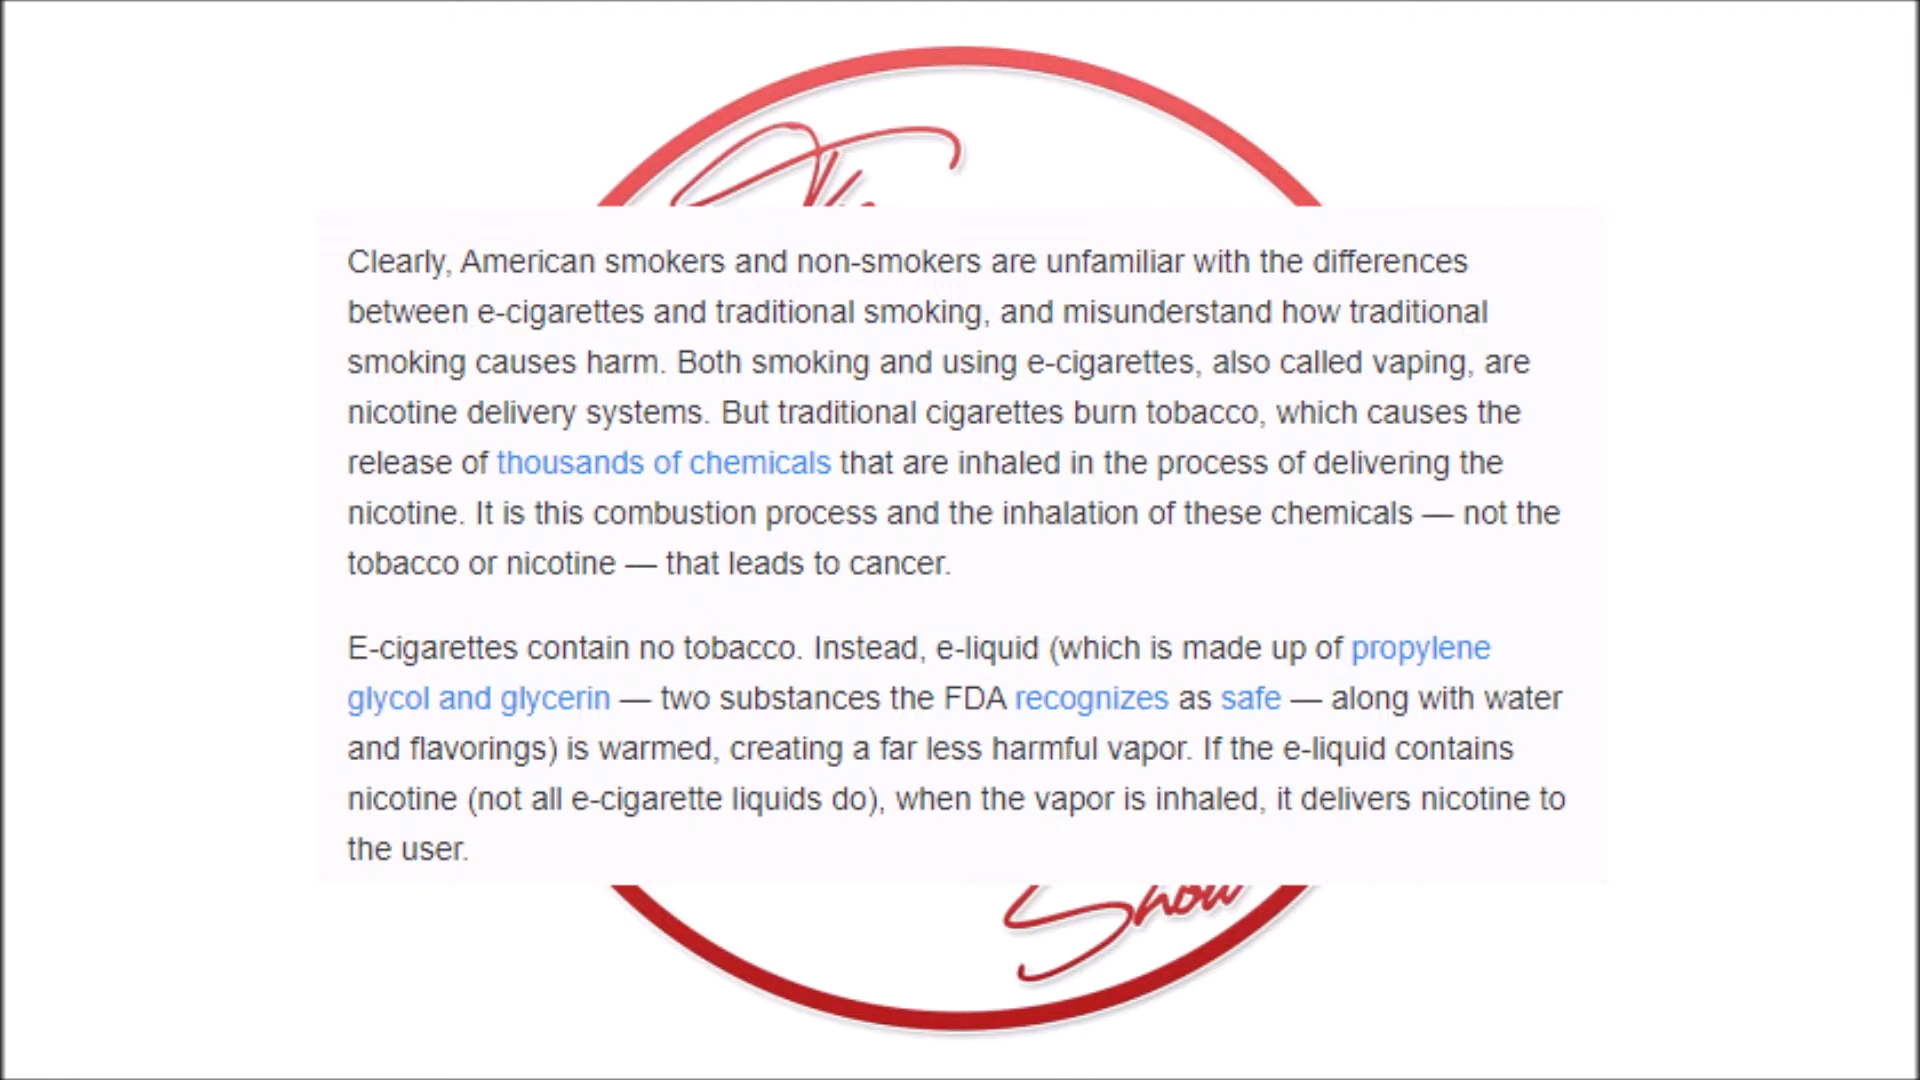 The
Clearly, American smokers and non-smokers are unfamiliar with the differences
between e-cigarettes and traditional smoking, and misunderstand how traditional
smoking causes harm. Both smoking and using e-cigarettes, also called vaping, are
nicotine delivery systems. But traditional cigarettes burn tobacco, which causes the
release of thousands of chemicals that are inhaled in the process of delivering the
nicotine. It is this combustion process and the inhalation of these chemicals — not the
tobacco or nicotine — that leads to cancer.
E-cigarettes contain no tobacco. Instead, e-liquid (which is made up of propylene
glycol and glycerin — two substances the FDA recognizes as safe — along with water
and flavorings) is warmed, creating a far less harmful vapor. If the e-liquid contains
nicotine (not all e-cigarette liquids do), when the vapor is inhaled, it delivers nicotine to
the user.
Show